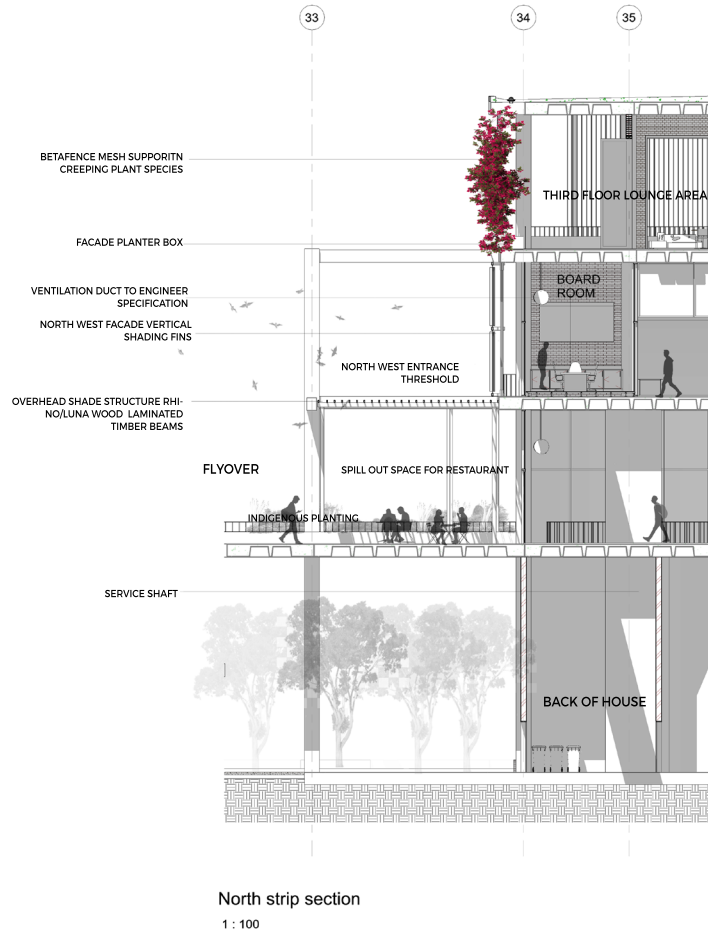 33
34
35
BETAFENCE MESH SUPPORITN
CREEPING PLANT SPECIES
THIRD FLOOR LOUNGE AREA
FACADE PLANTER BOX
VENTILATION DUCT TO ENGINEER
SPECIFICATION
BOARD
ROOM
NORTH WEST FACADE VERTICAL
SHADING FINS
NORTH WEST ENTRANCE
THRESHOLD
OVERHEAD SHADE STRUCTURE RHI-
NO/LUNA WOOD LAMINATED
TIMBER BEAMS
FLYOVER
SPILL OUT SPACE FOR RESTAURANT
INDIGENOUS PLANTING
SERVICE SHAFT
BACK OF HOUSE
North strip section
1 : 100